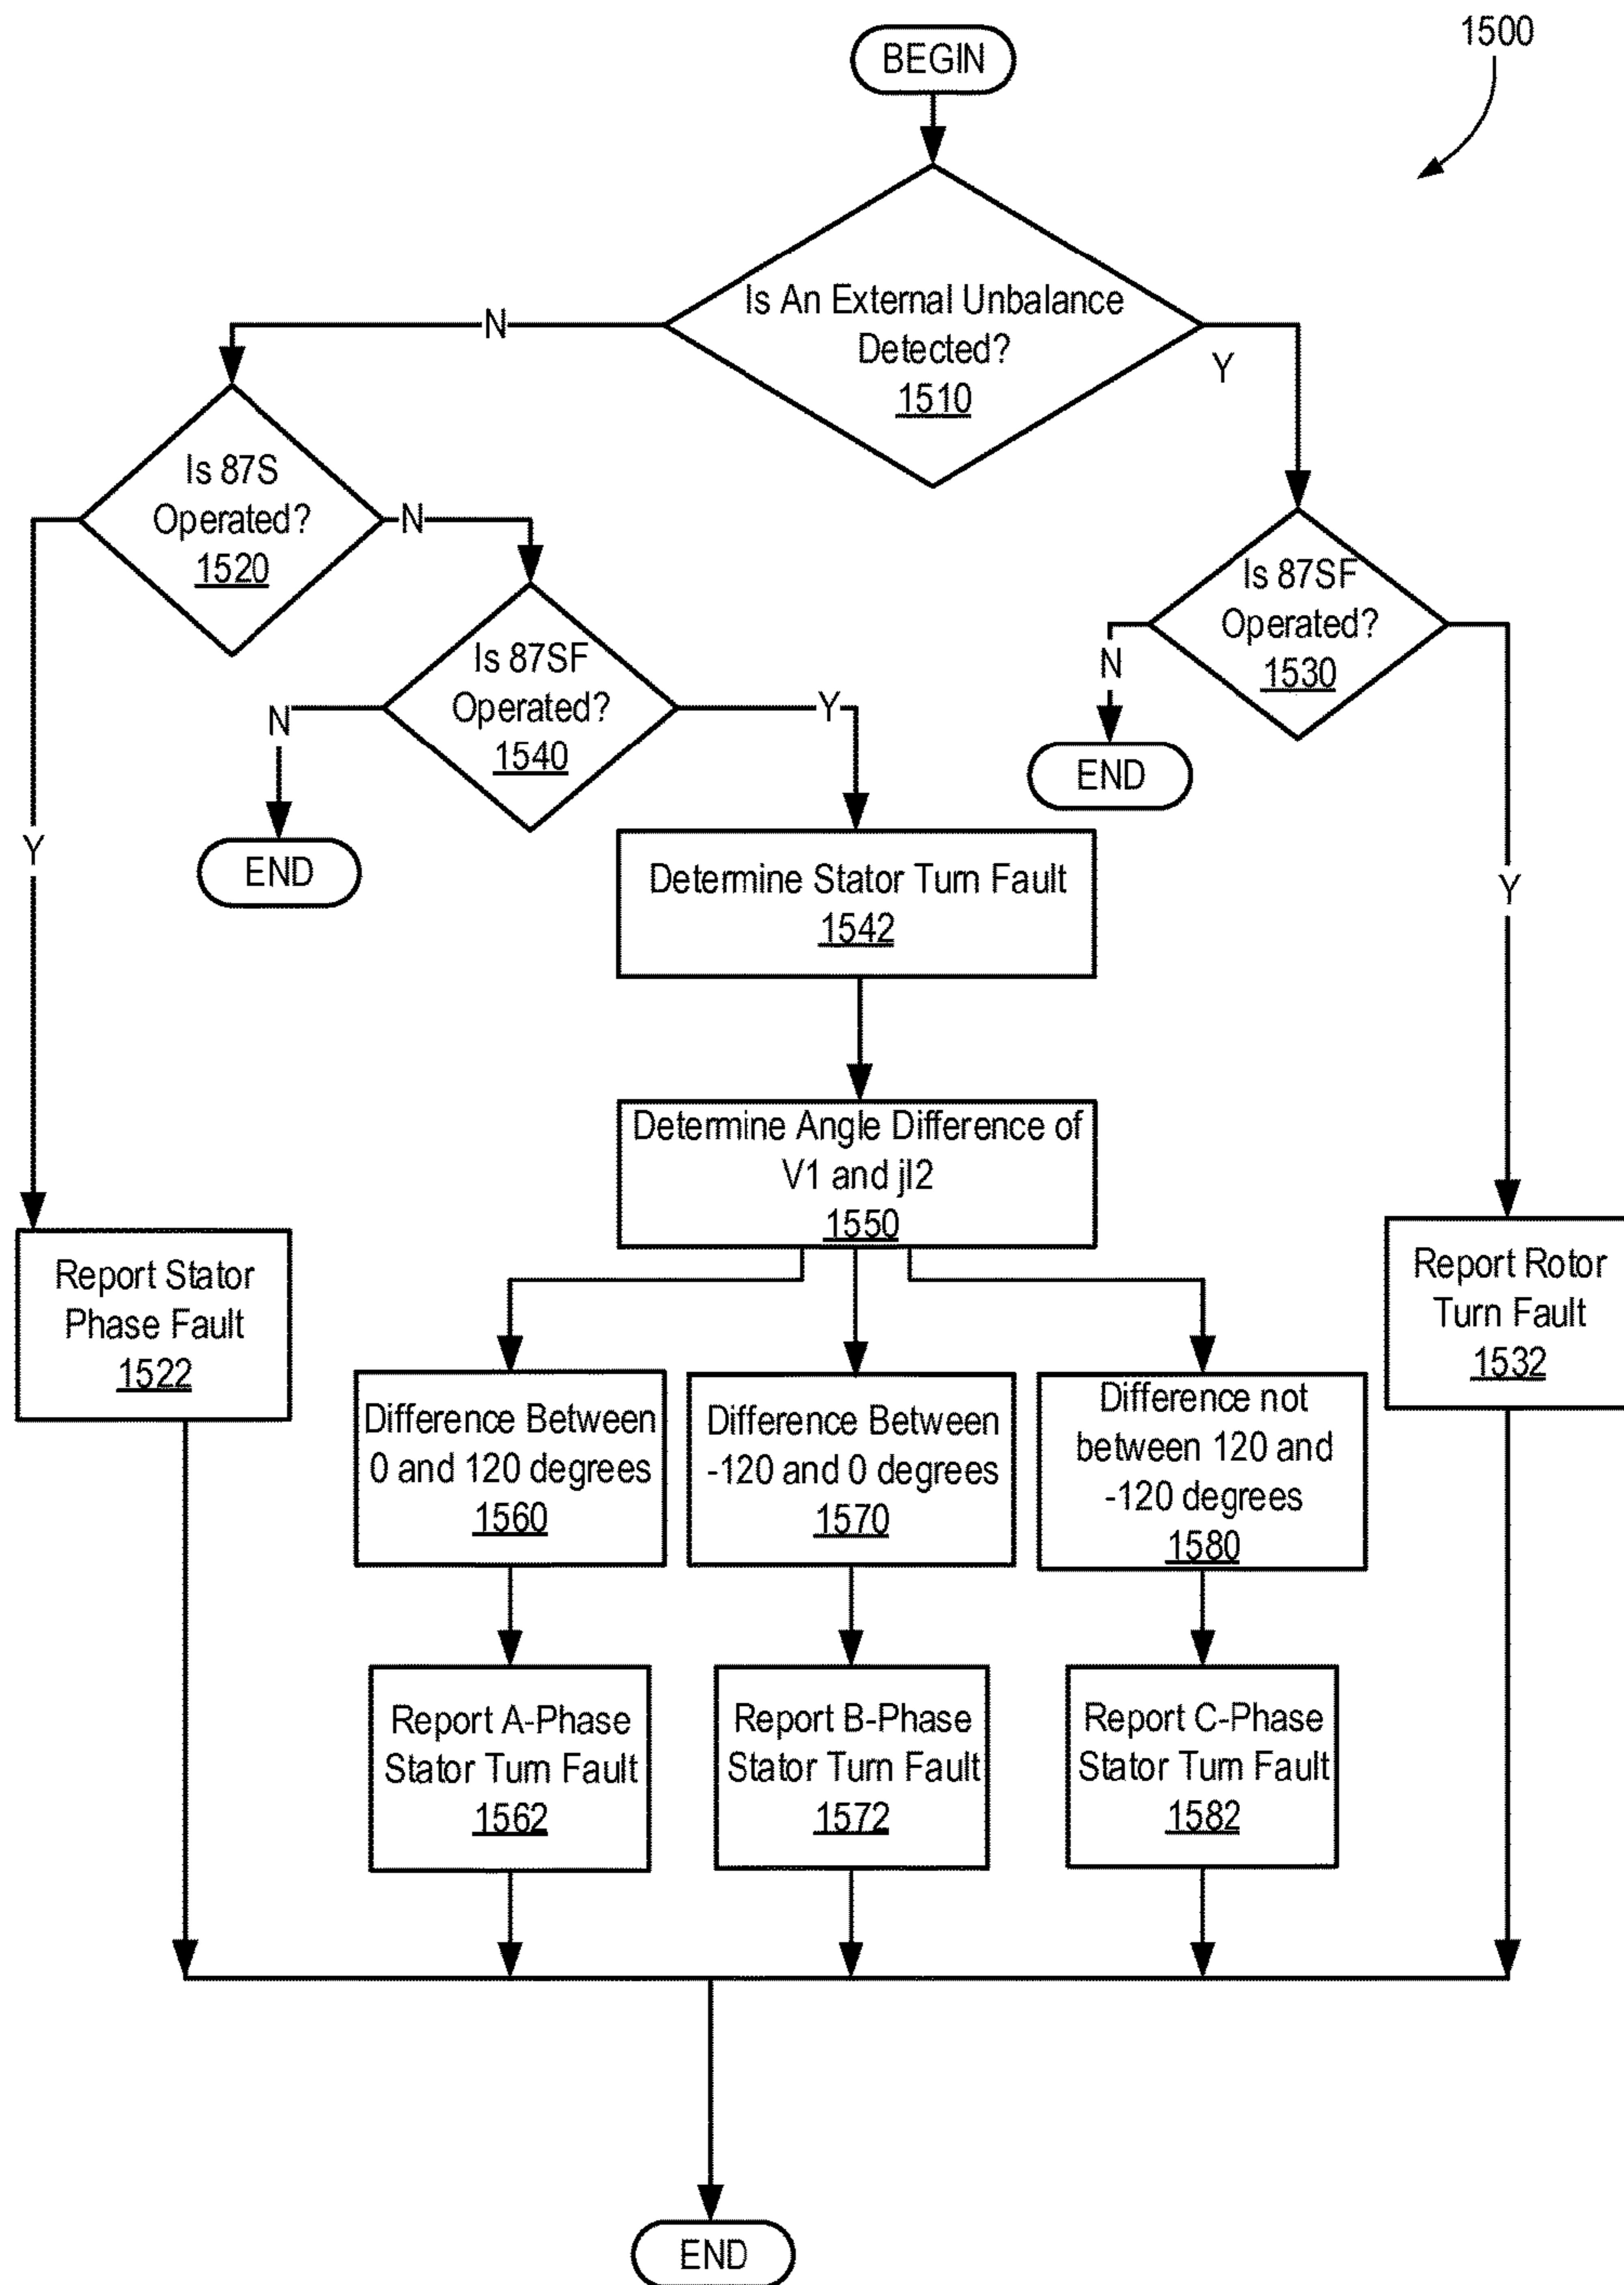 1500
BEGIN
Is An External Unbalance
Detected?
1510
N
Y
Is 87S
Operated?
1520
N
Y
Is 87SF
Operated?
1540
N
Y
END
Is 87SF
Operated?
1530
N
Y
END
Determine Stator Turn Fault
1542
Determine Angle Difference of
V1 and jI2
1550
Report Stator
Phase Fault
1522
Report Rotor
Turn Fault
1532
Difference Between
0 and 120 degrees
1560
Difference Between
-120 and 0 degrees
1570
Difference not
between 120 and
-120 degrees
1580
Report A-Phase
Stator Turn Fault
1562
Report B-Phase
Stator Turn Fault
1572
Report C-Phase
Stator Turn Fault
1582
END